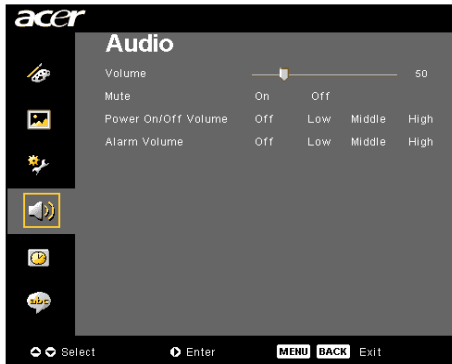 acer
Audio
Volume 50
Mute On Off
Power On/Off Volume Off Low Middle High
Alarm Volume Off Low Middle High
abc
Select Enter MENU BACK Exit